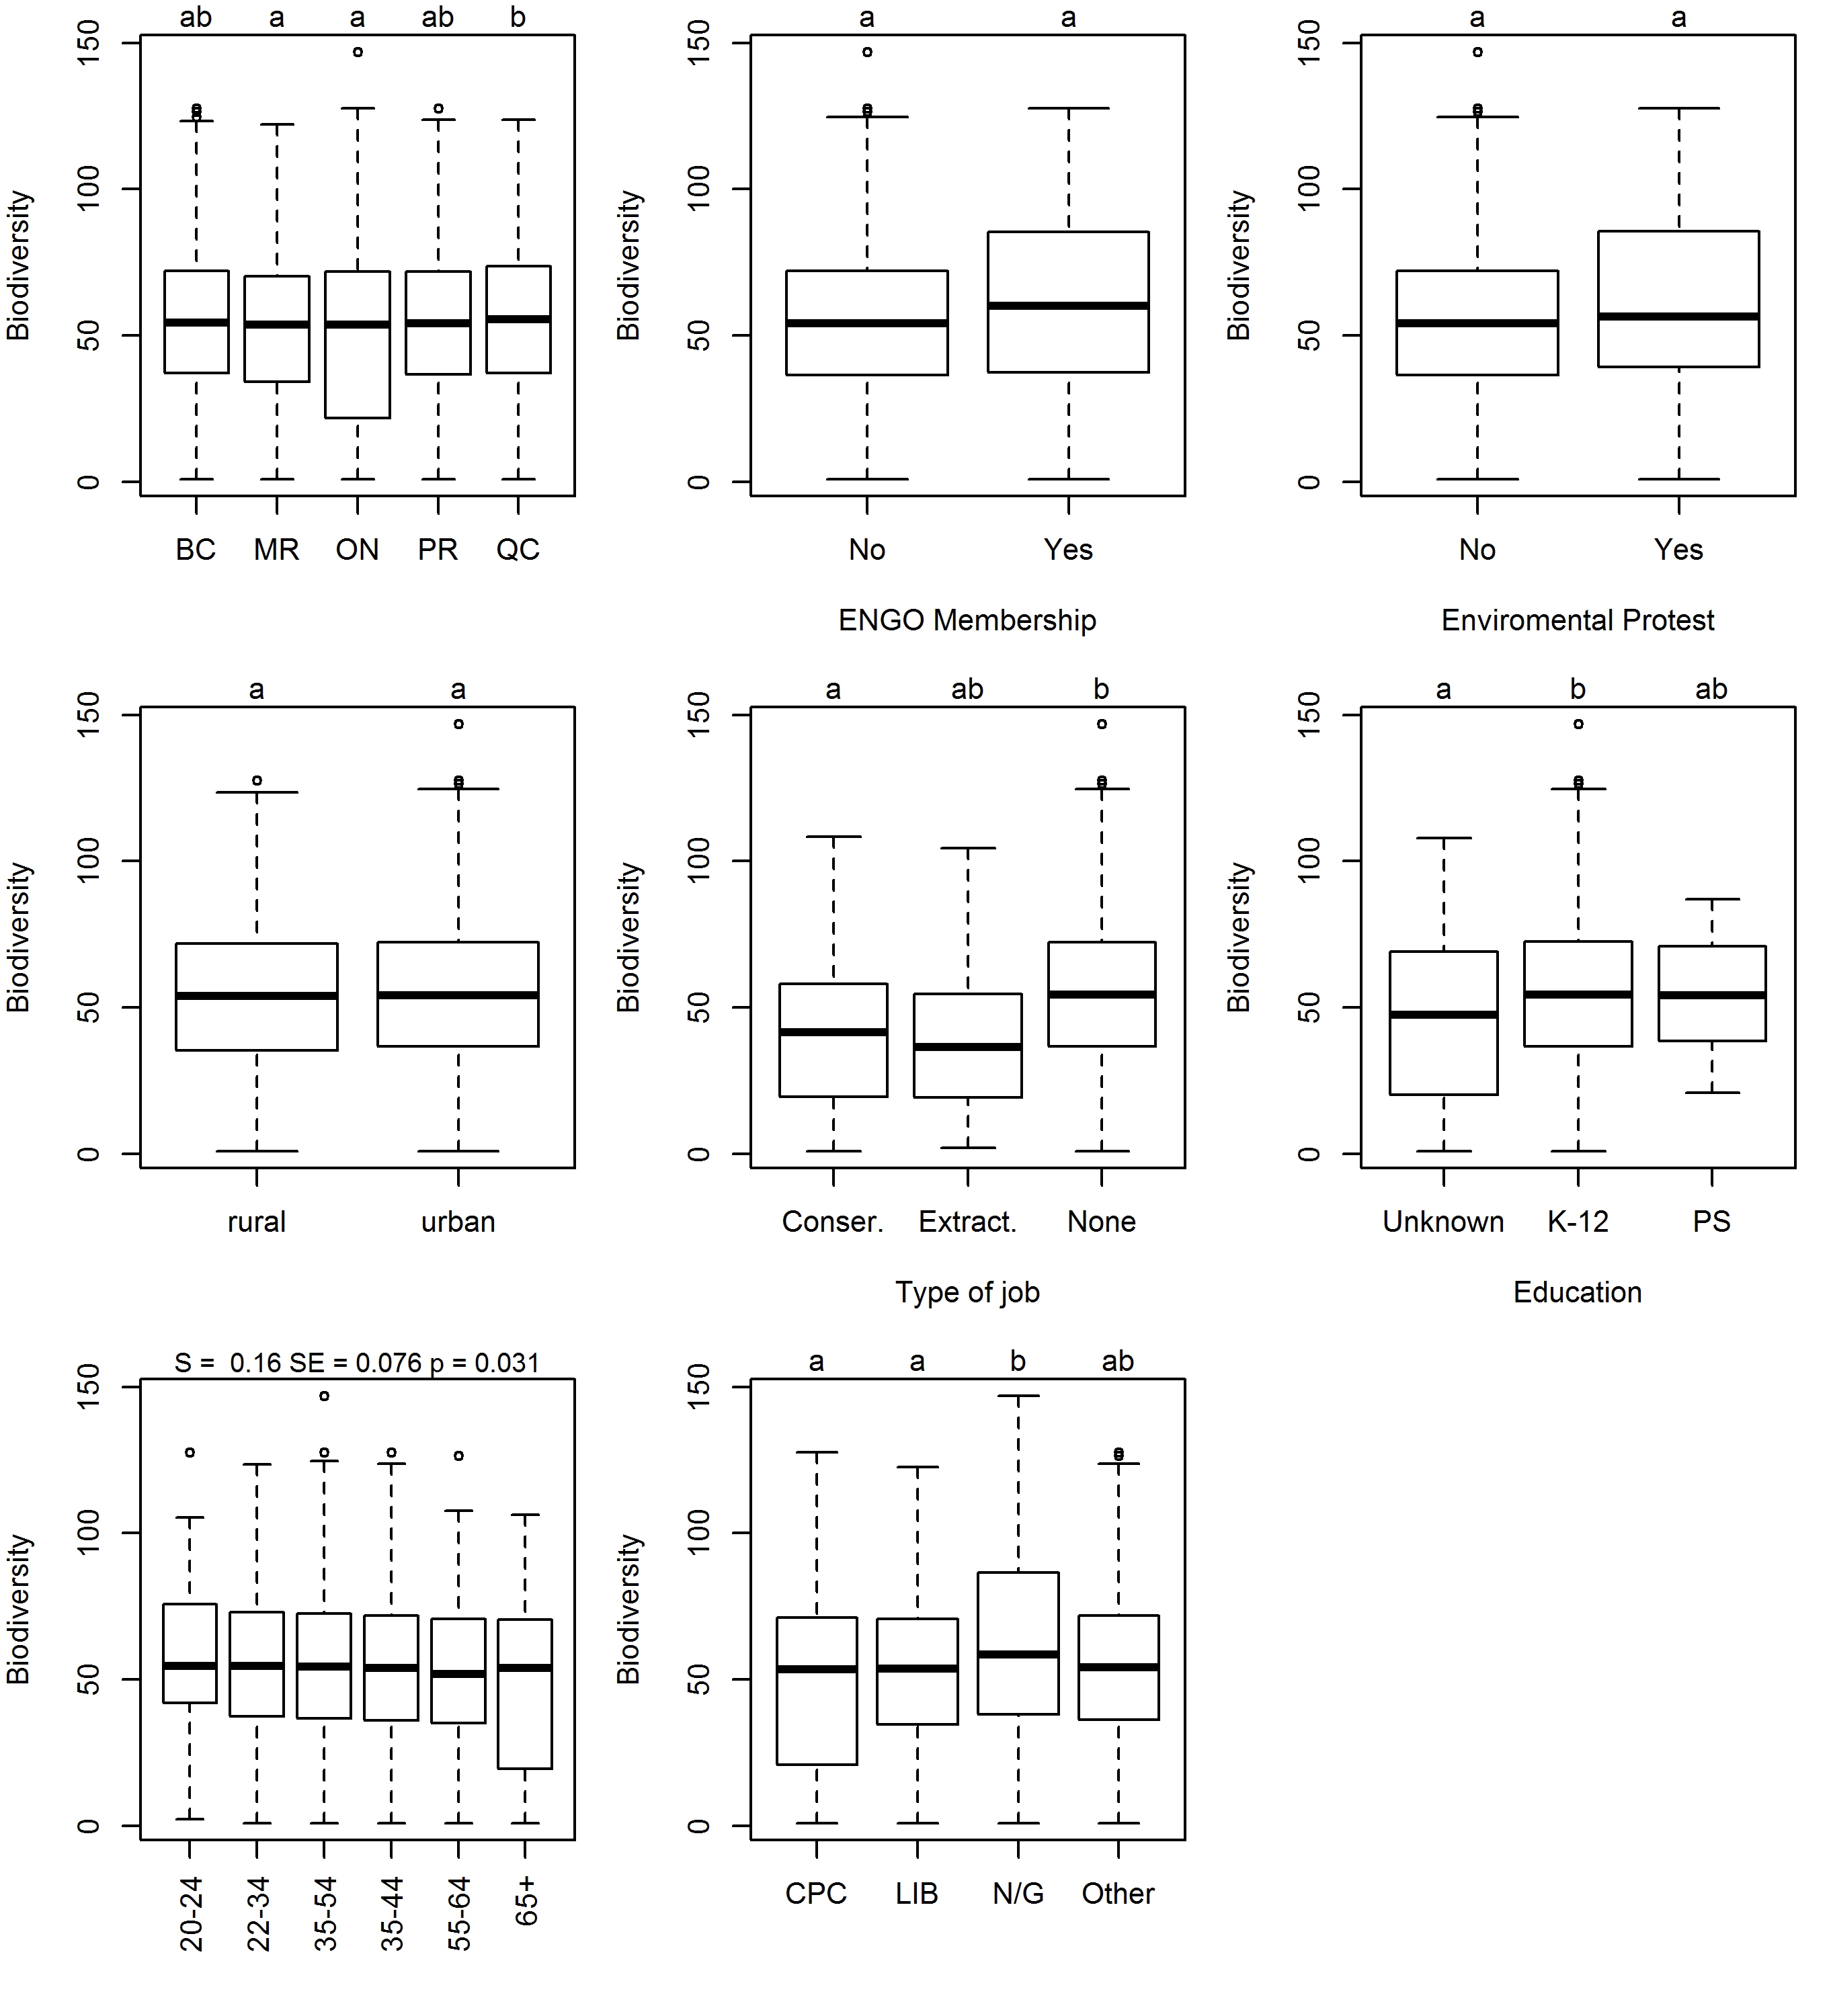 ab a a ab b
Biodiversity
0 50 100 150
BC MR ON PR QC
a a
Biodiversity
0 50 100 150
No Yes
ENGO Membership
a a
Biodiversity
0 50 100 150
No Yes
Enviromental Protest
a a
Biodiversity
0 50 100 150
rural urban
a ab b
Biodiversity
0 50 100 150
Conser. Extract. None
Type of job
a b ab
Biodiversity
0 50 100 150
Unknown K-12 PS
Education
S = 0.16 SE = 0.076 p = 0.031
Biodiversity
0 50 100 150
20-24 22-34 35-54 35-44 55-64 65+
a a b ab
Biodiversity
0 50 100 150
CPC LIB N/G Other